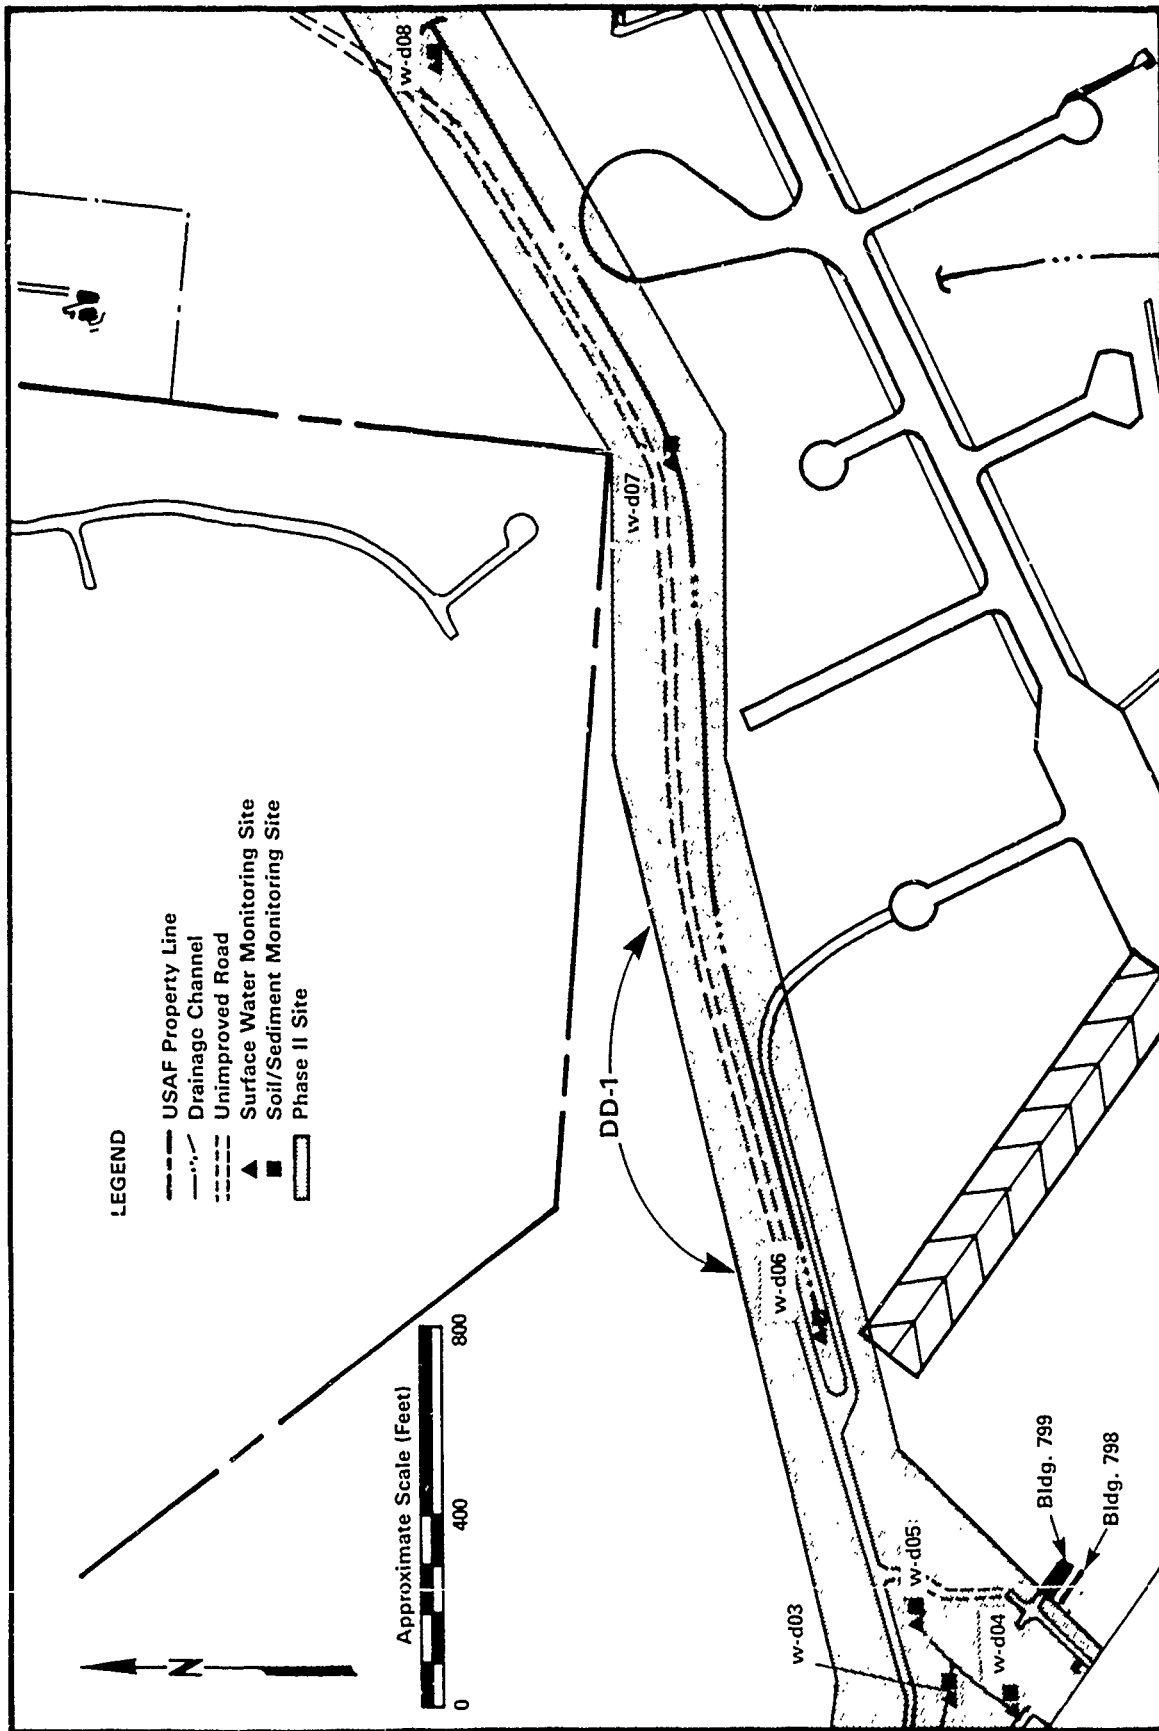 LEGEND
USAF Property Line
Drainage Channel
Unimproved Road
Surface Water Monitoring Site
Soil/Sediment Monitoring Site
Phase II Site
N
Approximate Scale (Feet)
0 400 800
DD-1
w-d03
w-d04
w-d05
w-d06
w-d07
w-d08
Bldg. 799
Bldg. 798